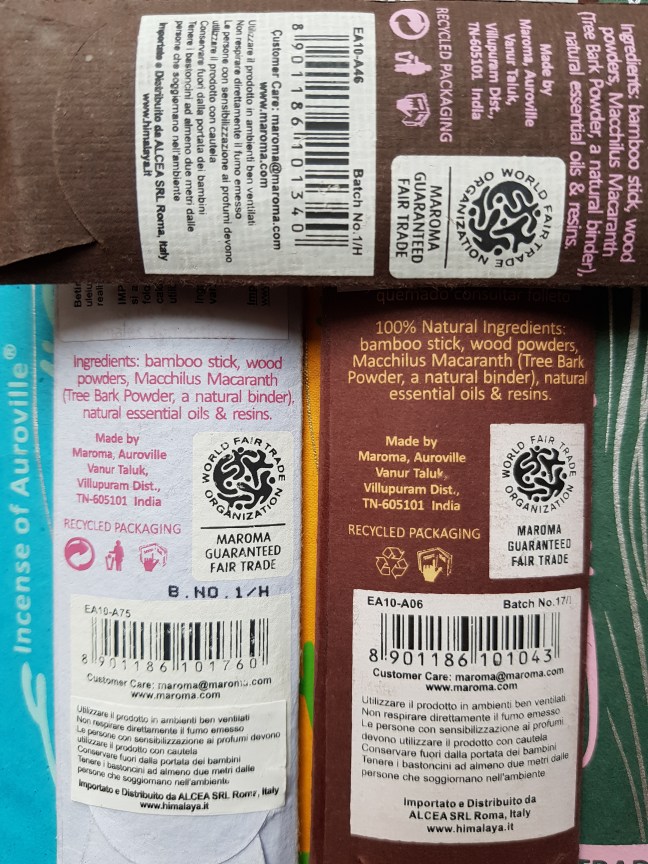 Ingredients: bamboo stick, wood
powders, Macchilus Macaranth
(Tree Bark Powder, a natural binder),
natural essential oils & resins.
Made by
Maroma, Auroville
Vanur Taluk,
Villupuram Dist.,
TN-605101 India
RECYCLED PACKAGING
WORLD FAIR TRADE ORGANIZATION
MAROMA
GUARANTEED
FAIR TRADE
EA10-A46 Batch No.1/H
8 901186 101340
Customer Care: maroma@maroma.com
www.maroma.com
Utilizzare il prodotto in ambienti ben ventilati
Non respirare direttamente il fumo emesso
Le persone con sensibilizzazione ai profumi devono
utilizzare il prodotto con cautela
Conservare fuori dalla portata dei bambini
Tenere i bastoncini ad almeno due metri dalle
persone che soggiornano nell'ambiente
Importato e Distribuito da ALCEA SRL Roma, Italy
www.himalaya.it
Incense of Auroville®
Ingredients: bamboo stick, wood
powders, Macchilus Macaranth
(Tree Bark Powder, a natural binder),
natural essential oils & resins.
Made by
Maroma, Auroville
Vanur Taluk,
Villupuram Dist.,
TN-605101 India
RECYCLED PACKAGING
WORLD FAIR TRADE ORGANIZATION
MAROMA
GUARANTEED
FAIR TRADE
B.NO.1/H
EA10-A75
8 901186 101760
Customer Care: maroma@maroma.com
www.maroma.com
Utilizzare il prodotto in ambienti ben ventilati
Non respirare direttamente il fumo emesso
Le persone con sensibilizzazione ai profumi devono
utilizzare il prodotto con cautela
Conservare fuori dalla portata dei bambini
Tenere i bastoncini ad almeno due metri dalle
persone che soggiornano nell'ambiente
Importato e Distribuito da ALCEA SRL Roma, Italy
www.himalaya.it
quemado consultar folleto
100% Natural Ingredients:
bamboo stick, wood powders,
Macchilus Macaranth (Tree Bark
Powder, a natural binder), natural
essential oils & resins.
Made by
Maroma, Auroville
Vanur Taluk,
Villupuram Dist.,
TN-605101 India
RECYCLED PACKAGING
WORLD FAIR TRADE ORGANIZATION
MAROMA
GUARANTEED
FAIR TRADE
EA10-A06 Batch No.17/
8 901186 101043
Customer Care: maroma@maroma.com
www.maroma.com
Utilizzare il prodotto in ambienti ben ventilati
Non respirare direttamente il fumo emesso
Le persone con sensibilizzazione ai profumi
devono utilizzare il prodotto con cautela
Conservare fuori dalla portata dei bambini
Tenere i bastoncini ad almeno due metri dalle
persone che soggiornano nell'ambiente
Importato e Distribuito da
ALCEA SRL Roma, Italy
www.himalaya.it